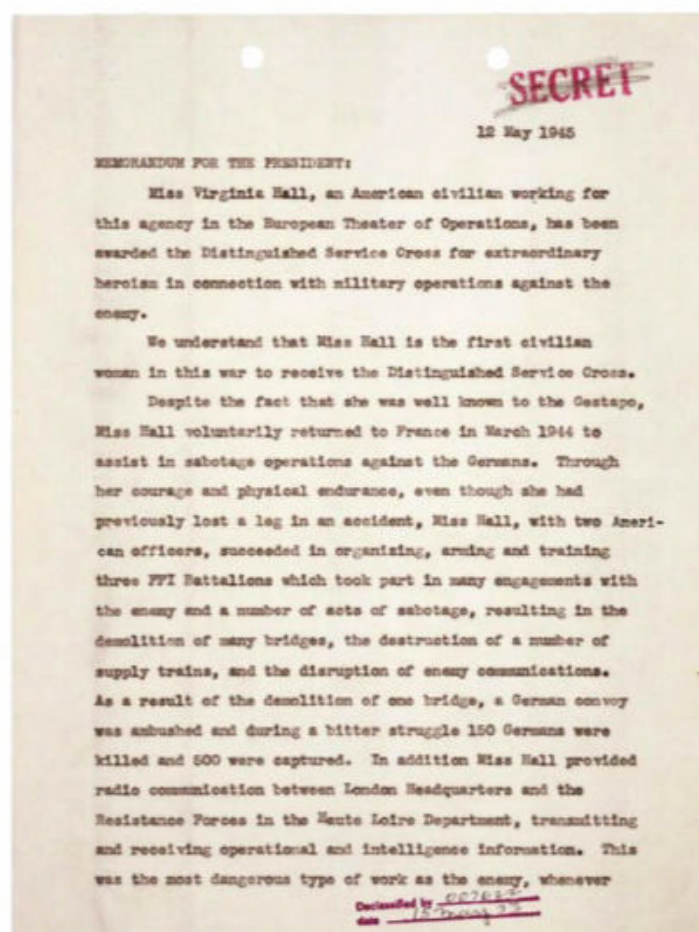 SECRET
12 May 1945
MEMORANDUM FOR THE PRESIDENT:
Miss Virginia Hall, an American civilian working for
this agency in the European Theater of Operations, has been
awarded the Distinguished Service Cross for extraordinary
heroism in connection with military operations against the
enemy.
We understand that Miss Hall is the first civilian
woman in this war to receive the Distinguished Service Cross.
Despite the fact that she was well known to the Gestapo,
Miss Hall voluntarily returned to France in March 1944 to
assist in sabotage operations against the Germans. Through
her courage and physical endurance, even though she had
previously lost a leg in an accident, Miss Hall, with two Ameri-
can officers, succeeded in organizing, arming and training
three FFI Battalions which took part in many engagements with
the enemy and a number of acts of sabotage, resulting in the
demolition of many bridges, the destruction of a number of
supply trains, and the disruption of enemy communications.
As a result of the demolition of one bridge, a German convoy
was ambushed and during a bitter struggle 150 Germans were
killed and 500 were captured. In addition Miss Hall provided
radio communication between London Headquarters and the
Resistance Forces in the Haute Loire Department, transmitting
and receiving operational and intelligence information. This
was the most dangerous type of work as the enemy, whenever
Declassified by
date 15 May